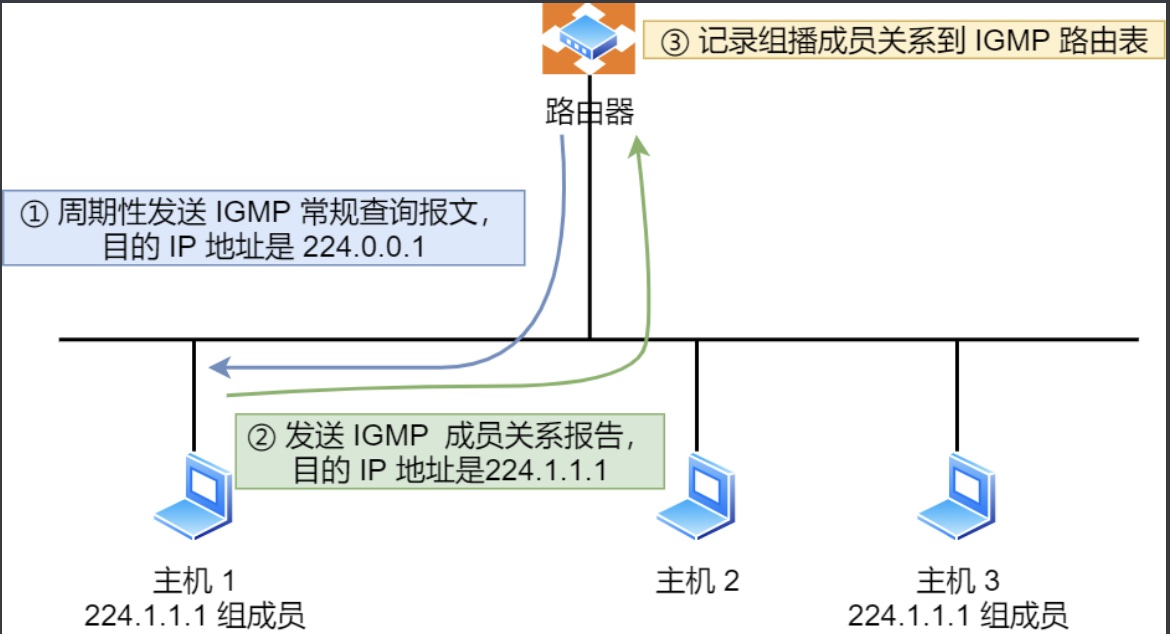 ③ 记录组播成员关系到 IGMP 路由表
路由器
① 周期性发送 IGMP 常规查询报文，
目的 IP 地址是 224.0.0.1
② 发送 IGMP 成员关系报告，
目的 IP 地址是224.1.1.1
主机 1
224.1.1.1 组成员
主机 2
主机 3
224.1.1.1 组成员